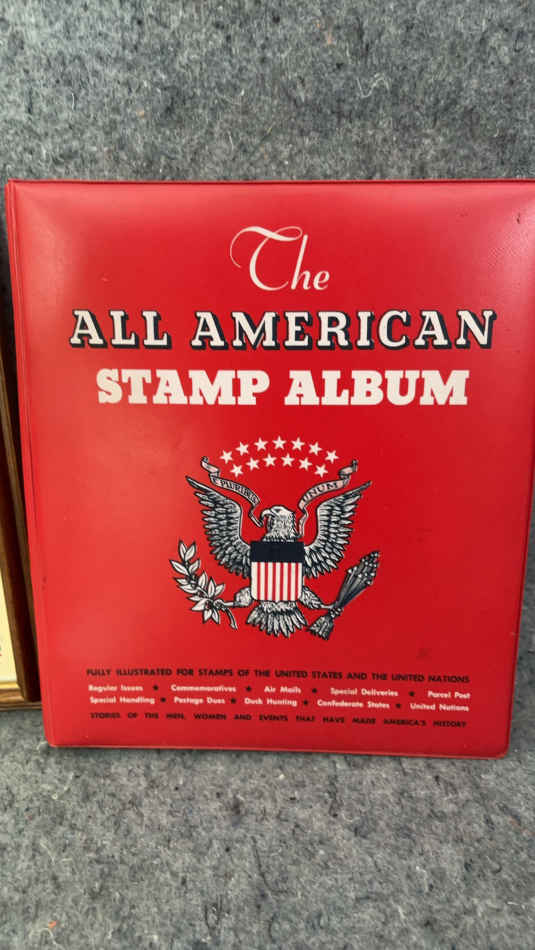 The
ALL AMERICAN
STAMP ALBUM
E PLURIBUS UNUM
FULLY ILLUSTRATED FOR STAMPS OF THE UNITED STATES AND THE UNITED NATIONS
Regular Issues ★ Commemoratives ★ Air Mails ★ Special Deliveries ★ Parcel Post
Special Handling ★ Postage Dues ★ Duck Hunting ★ Confederate States ★ United Nations
STORIES OF THE MEN, WOMEN AND EVENTS THAT HAVE MADE AMERICA'S HISTORY